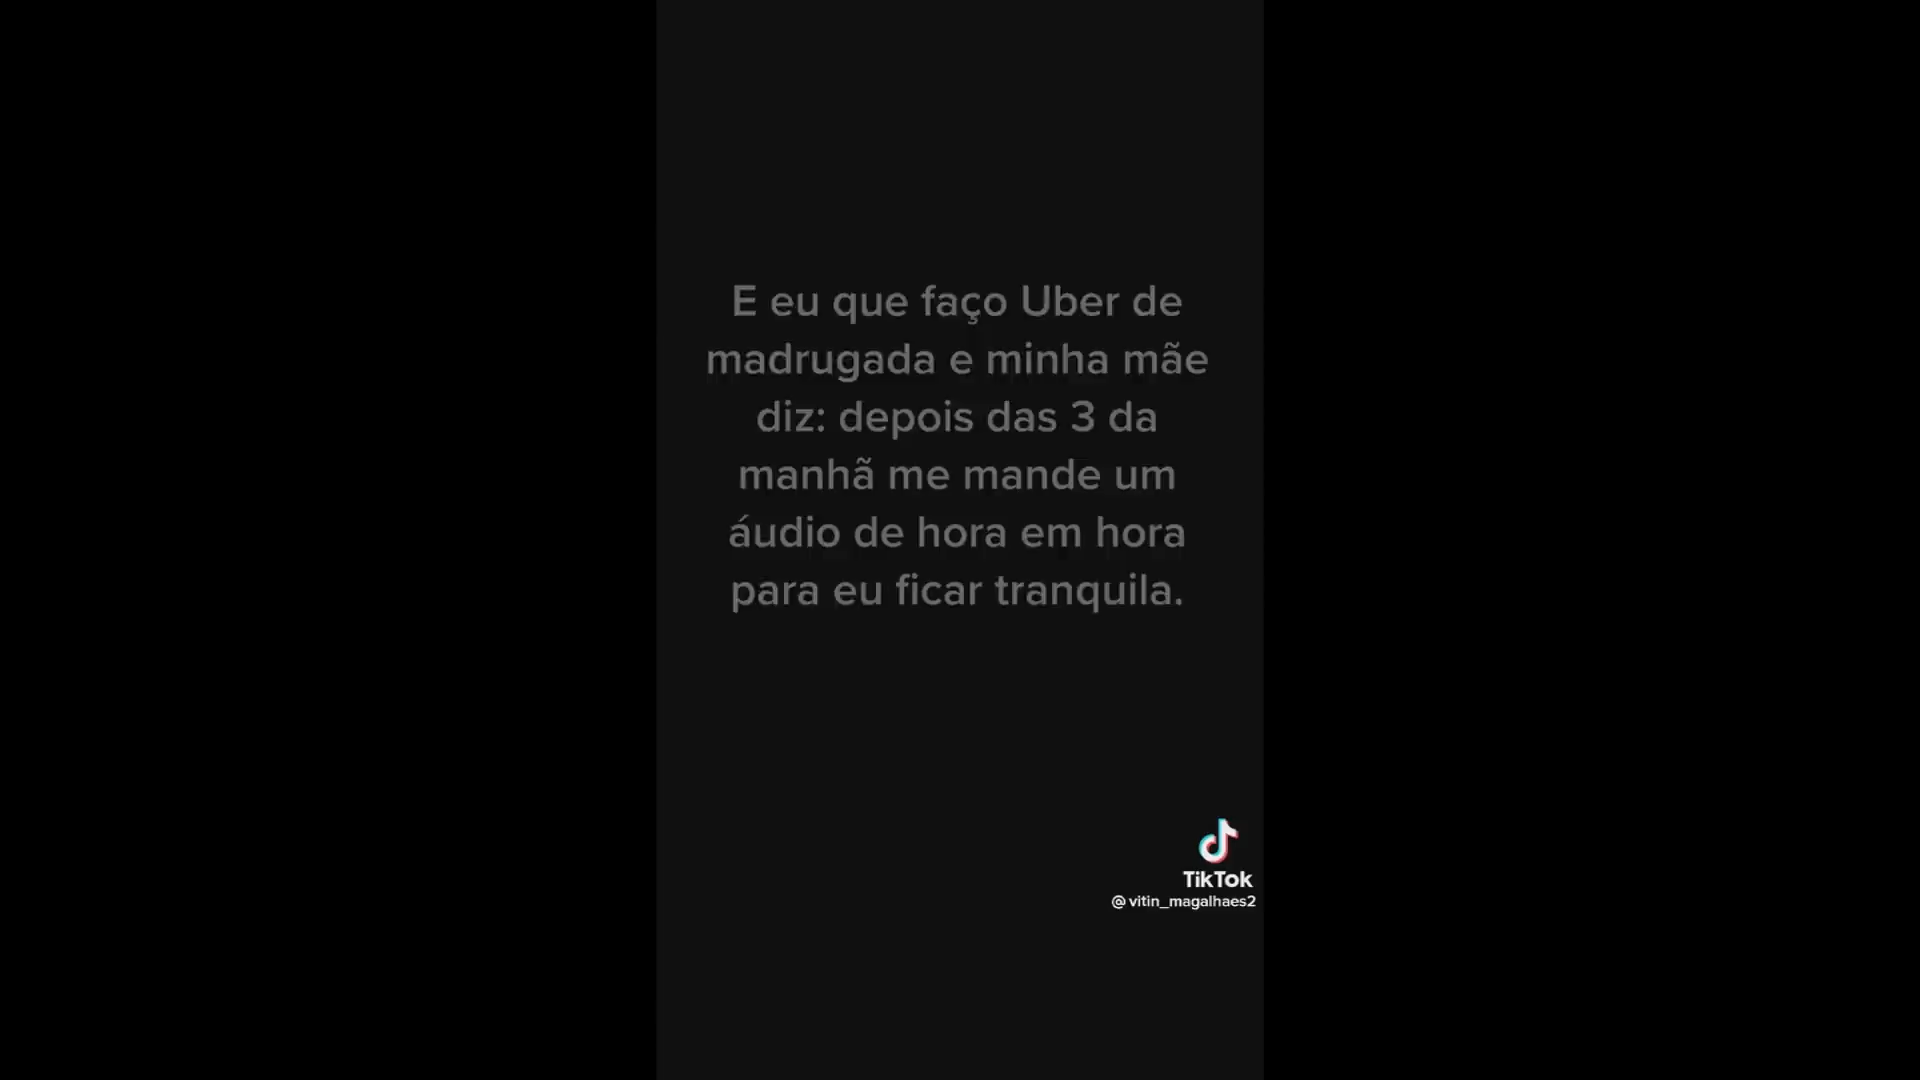 E eu que faço Uber de
madrugada e minha mãe
diz: depois das 3 da
manhã me mande um
áudio de hora em hora
para eu ficar tranquila.
TikTok
@vitin_magalhaes2